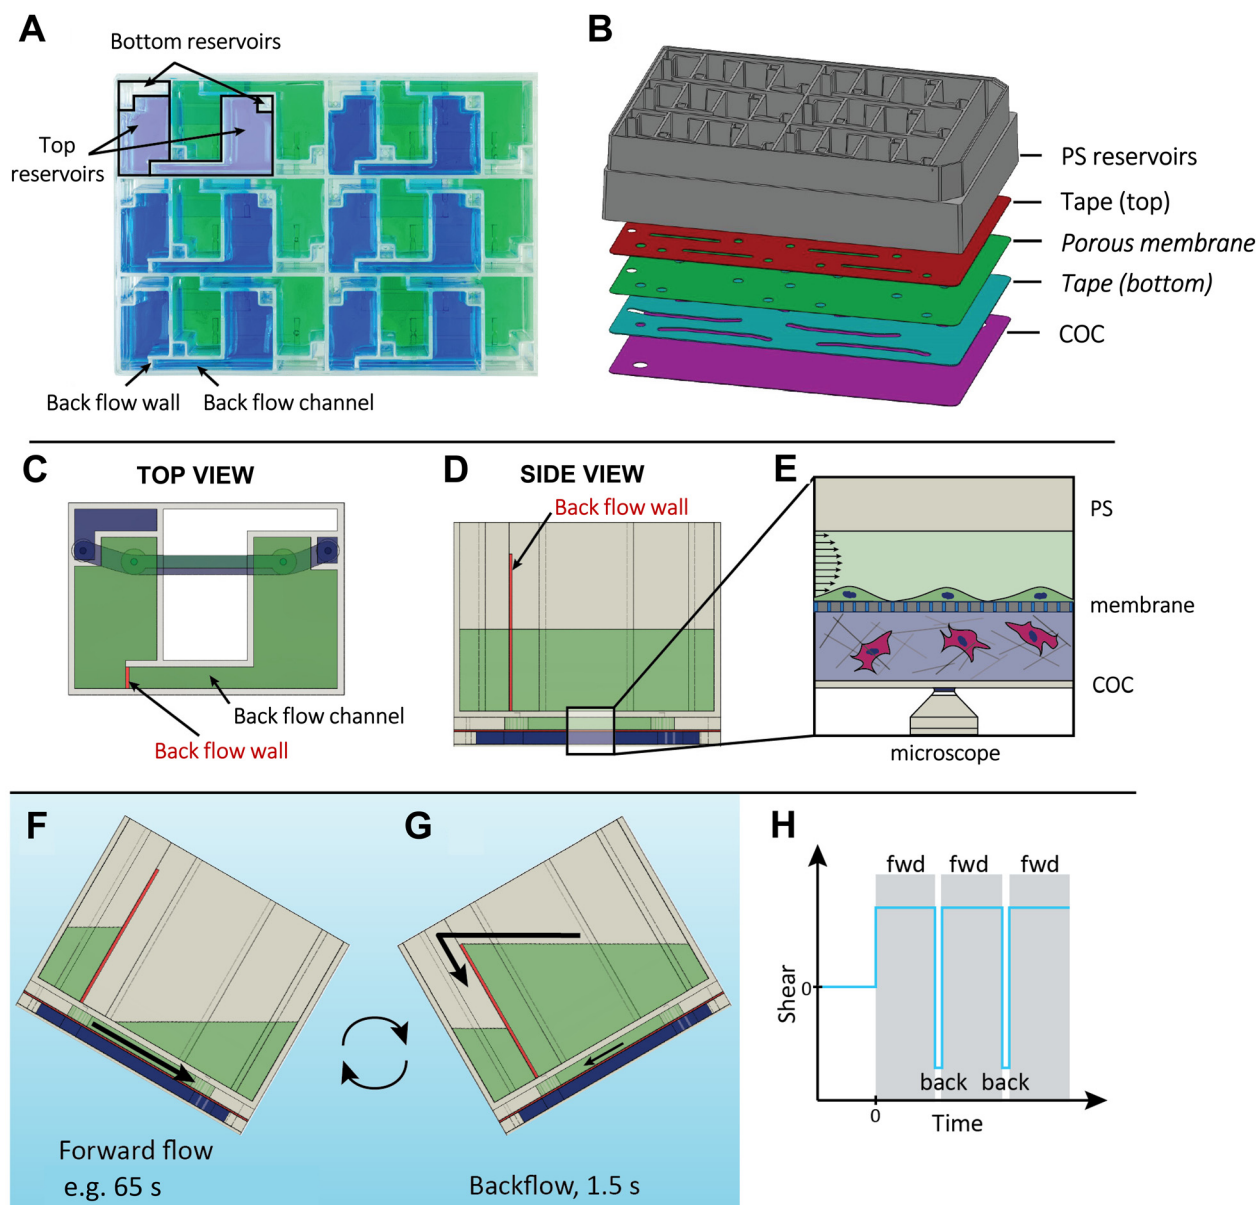 A
Bottom reservoirs
Top
reservoirs
Back flow wall
Back flow channel
B
PS reservoirs
Tape (top)
Porous membrane
Tape (bottom)
COC
C
TOP VIEW
Back flow channel
Back flow wall
D
SIDE VIEW
Back flow wall
E
PS
membrane
COC
microscope
F
Forward flow
e.g. 65 s
G
Backflow, 1.5 s
H
fwd
fwd
fwd
Shear
0
back
back
0
Time